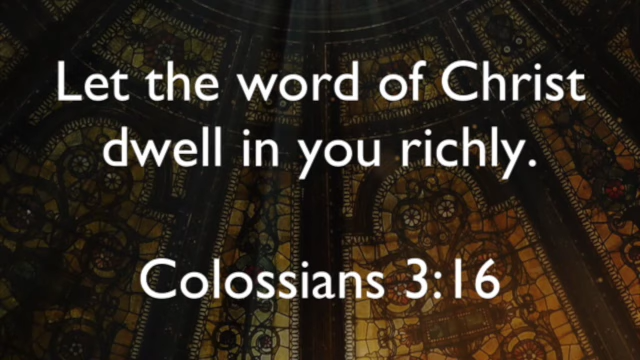 Let the word of Christ
dwell in you richly.
Colossians 3:16